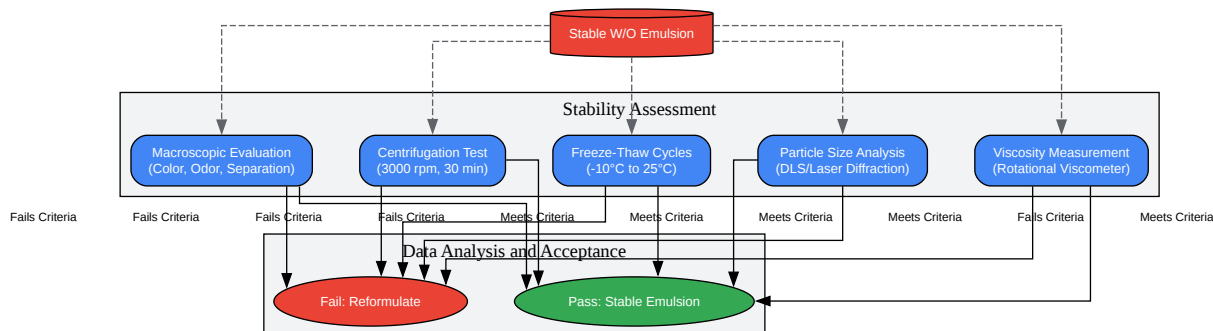 Stable W/O Emulsion
Stability Assessment
Macroscopic Evaluation
(Color, Odor, Separation)
Centrifugation Test
(3000 rpm, 30 min)
Freeze-Thaw Cycles
(-10°C to 25°C)
Particle Size Analysis
(DLS/Laser Diffraction)
Viscosity Measurement
(Rotational Viscometer)
Fails Criteria
Fails Criteria
Fails Criteria
Fails Criteria
Meets Criteria
Meets Criteria
Meets Criteria
Meets Criteria
Fails Criteria
Meets Criteria
Data Analysis and Acceptance
Fail: Reformulate
Pass: Stable Emulsion